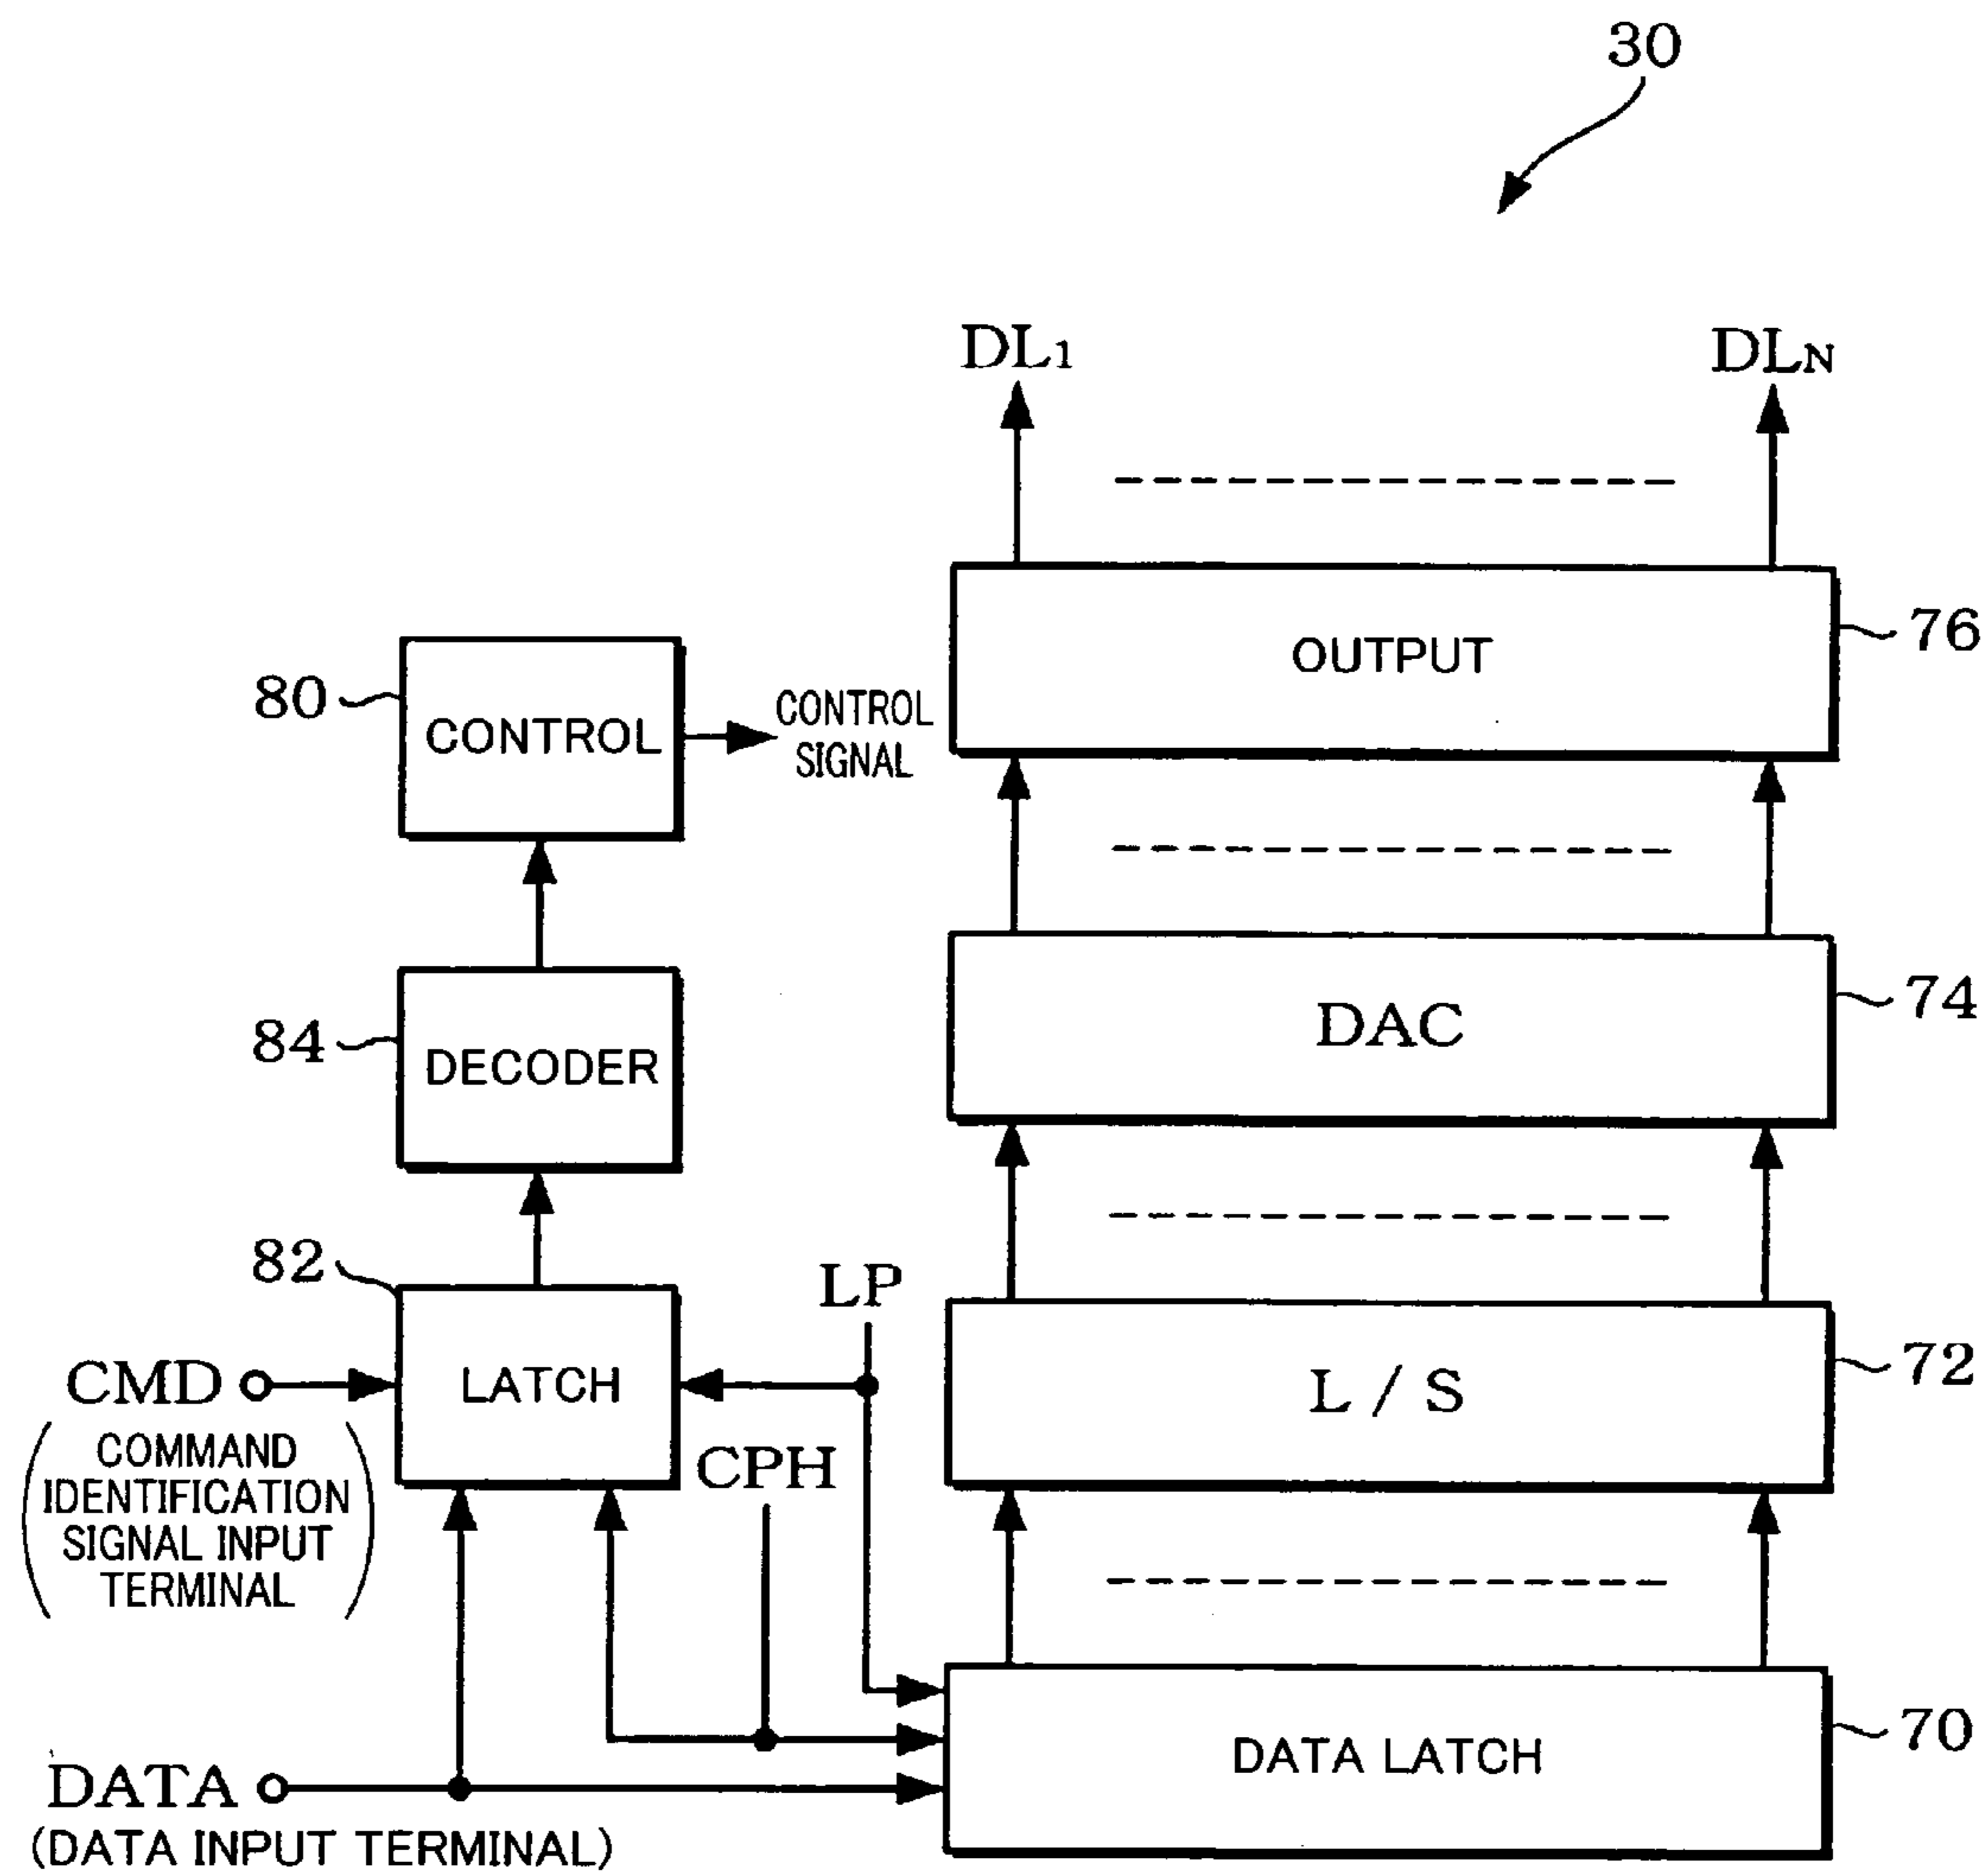 30
DL1
DLN
OUTPUT
76
80
CONTROL
CONTROL
SIGNAL
DAC
74
84
DECODER
82
LP
L / S
72
CMD
LATCH
COMMAND
IDENTIFICATION
SIGNAL INPUT
TERMINAL
CPH
DATA LATCH
70
DATA
(DATA INPUT TERMINAL)